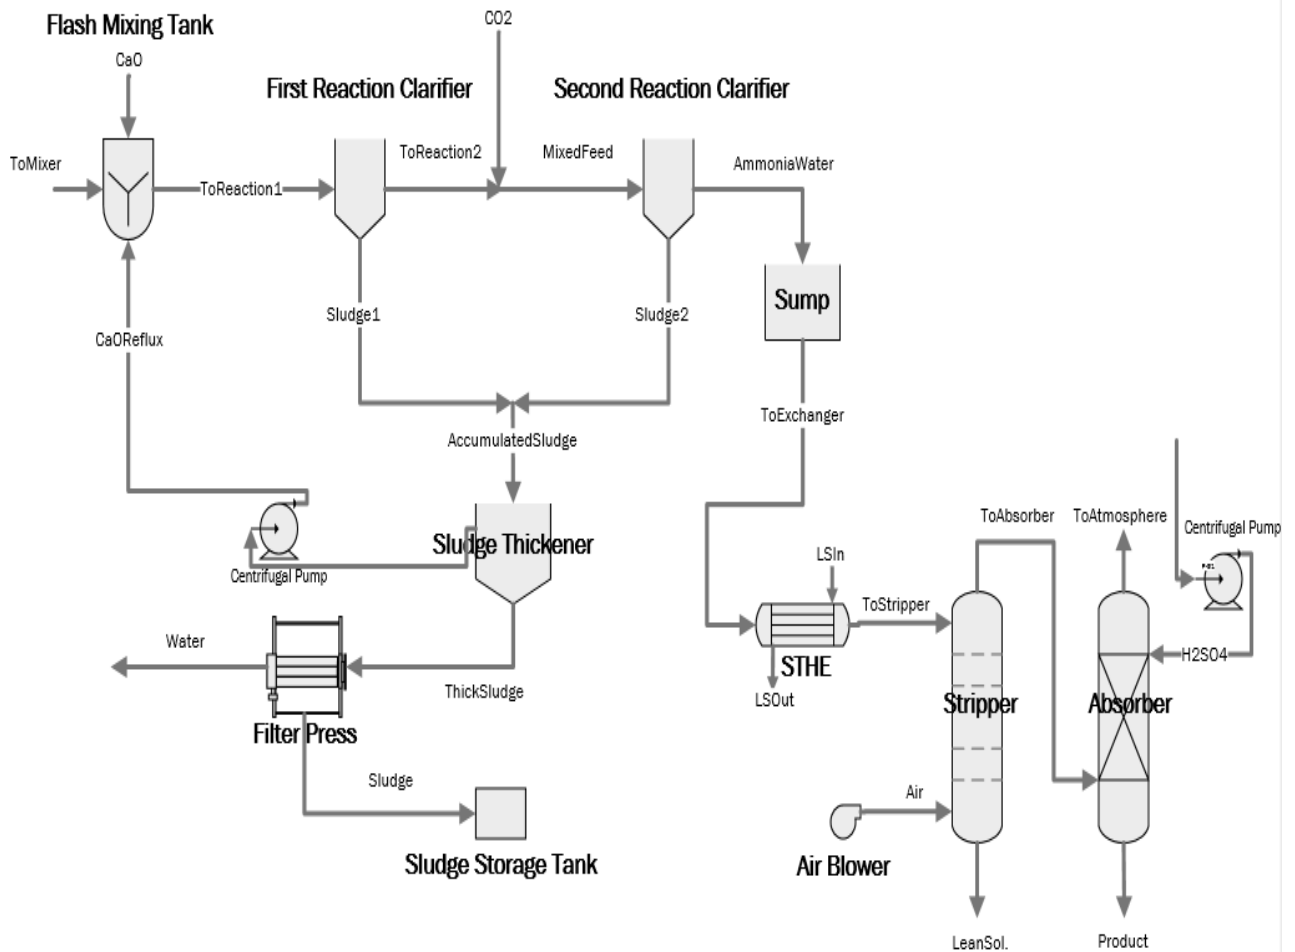 CO2
Flash Mixing Tank
CaO
First Reaction Clarifier
Second Reaction Clarifier
ToMixer
ToReaction2
MixedFeed
AmmoniaWater
ToReaction1
Sump
Sludge1
Sludge2
CaOReflux
ToExchanger
AccumulatedSludge
ToAbsorber
ToAtmosphere
Centrifugal Pump
Sludge Thickener
LSIn
Centrifugal Pump
ToStripper
Water
H2SO4
STHE
ThickSludge
LSOut
Stripper
Absorber
Filter Press
Sludge
Air
Sludge Storage Tank
Air Blower
LeanSol.
Product